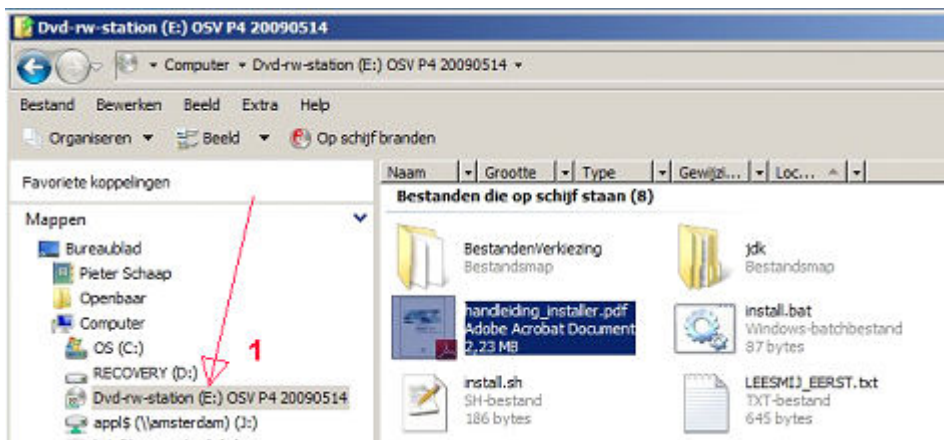 Dvd-rw-station (E:) OSV P4 20090514
Computer Dvd-rw-station (E:) OSV P4 20090514
Bestand Bewerken Beeld Extra Help
Organiseren Beeld Op schijf branden
Favoriete koppelingen
Mappen
Bureaublad
Pieter Schaap
Openbaar
Computer
OS (C:)
RECOVERY (D:)
1
Dvd-rw-station (E:) OSV P4 20090514
appl$ (\\amsterdam) (J:)
Naam Grootte Type Gewijzi... Loc...
Bestanden die op schijf staan (8)
BestandenVerkiezing
Bestandsmap
jdk
Bestandsmap
handleiding_installer.pdf
Adobe Acrobat Document
2,23 MB
install.bat
Windows-batchbestand
87 bytes
install.sh
SH-bestand
186 bytes
LEESMIJ_EERST.txt
TXT-bestand
645 bytes